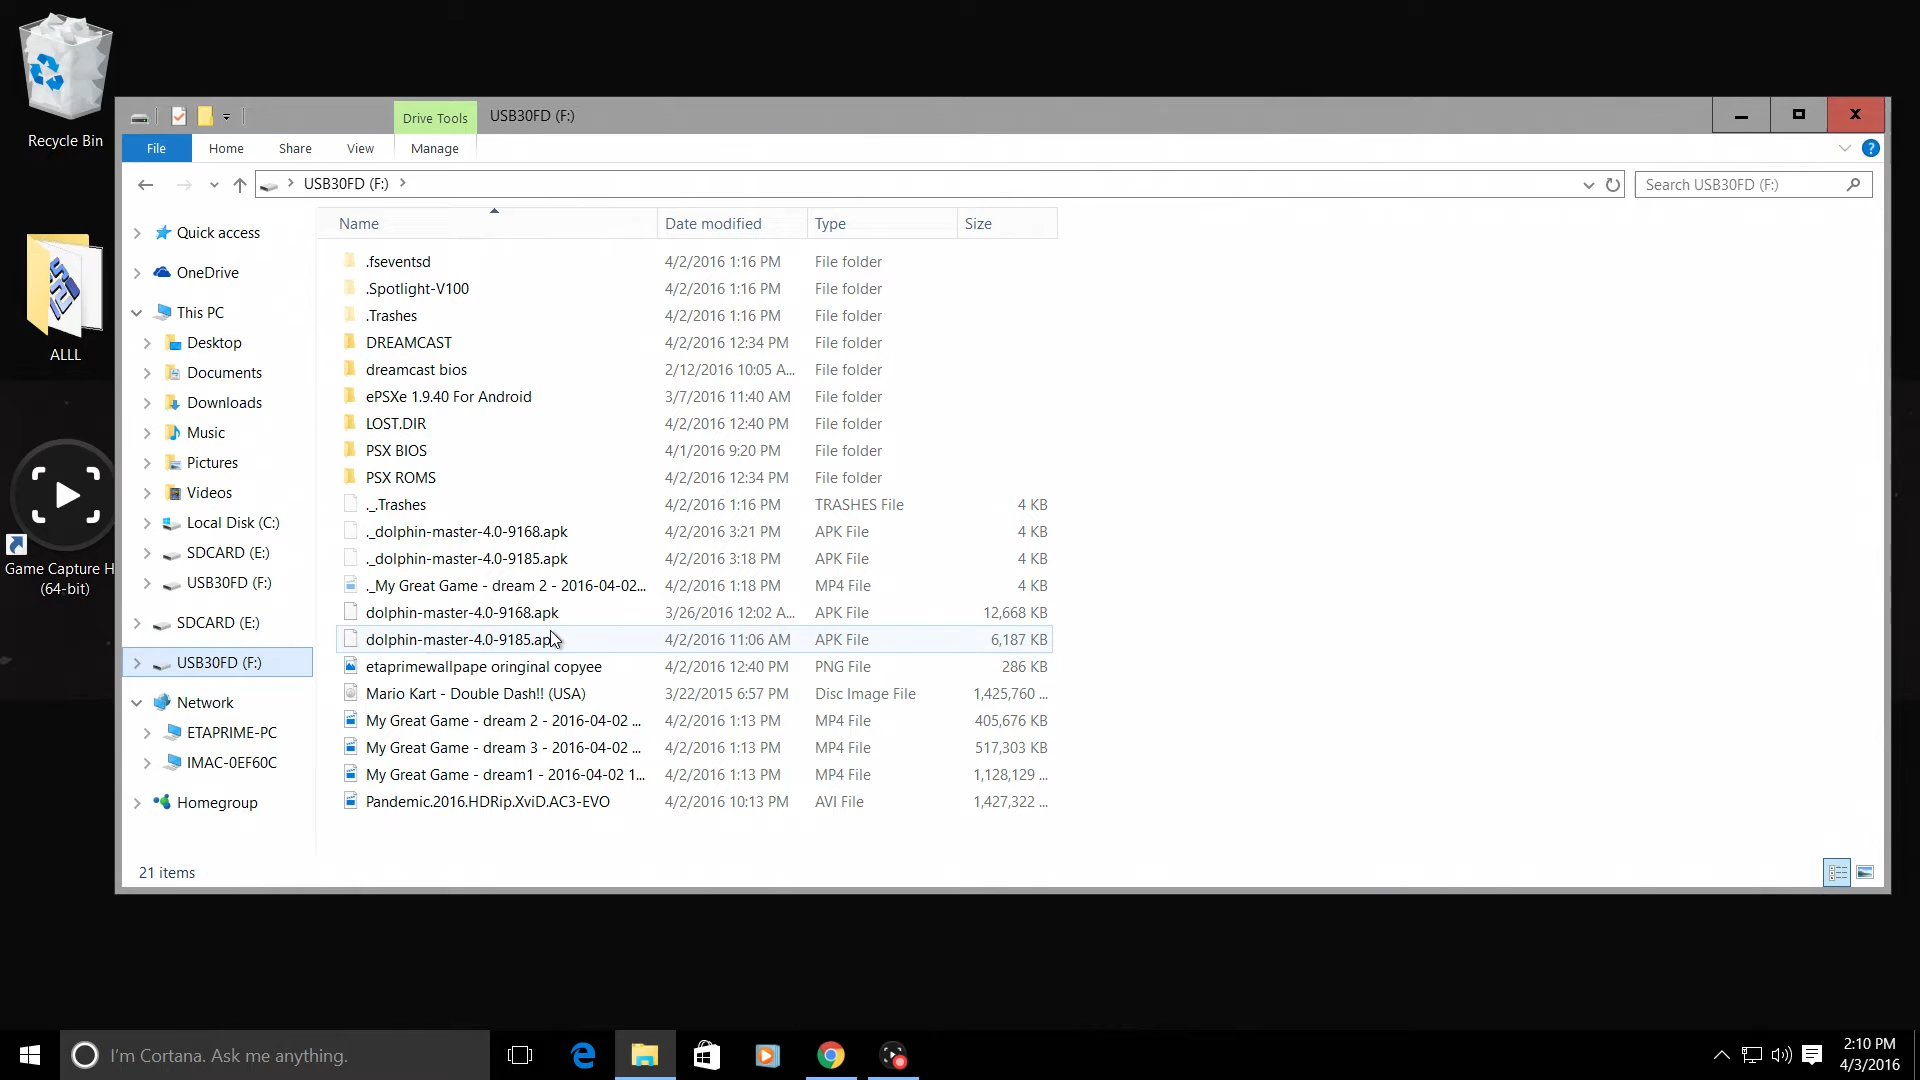 Recycle Bin
ALLL
Game Capture H
(64-bit)
Drive Tools
USB30FD (F:)
File
Home
Share
View
Manage
USB30FD (F:)
Search USB30FD (F:)
Quick access
OneDrive
This PC
Desktop
Documents
Downloads
Music
Pictures
Videos
Local Disk (C:)
SDCARD (E:)
USB30FD (F:)
SDCARD (E:)
USB30FD (F:)
Network
ETAPRIME-PC
IMAC-0EF60C
Homegroup
Name Date modified Type Size
.fseventsd 4/2/2016 1:16 PM File folder
.Spotlight-V100 4/2/2016 1:16 PM File folder
.Trashes 4/2/2016 1:16 PM File folder
DREAMCAST 4/2/2016 12:34 PM File folder
dreamcast bios 2/12/2016 10:05 A... File folder
ePSXe 1.9.40 For Android 3/7/2016 11:40 AM File folder
LOST.DIR 4/2/2016 12:40 PM File folder
PSX BIOS 4/1/2016 9:20 PM File folder
PSX ROMS 4/2/2016 12:34 PM File folder
._.Trashes 4/2/2016 1:16 PM TRASHES File 4 KB
._dolphin-master-4.0-9168.apk 4/2/2016 3:21 PM APK File 4 KB
._dolphin-master-4.0-9185.apk 4/2/2016 3:18 PM APK File 4 KB
._My Great Game - dream 2 - 2016-04-02... 4/2/2016 1:18 PM MP4 File 4 KB
dolphin-master-4.0-9168.apk 3/26/2016 12:02 A... APK File 12,668 KB
dolphin-master-4.0-9185.apk 4/2/2016 11:06 AM APK File 6,187 KB
etaprimewallpape oringinal copyee 4/2/2016 12:40 PM PNG File 286 KB
Mario Kart - Double Dash!! (USA) 3/22/2015 6:57 PM Disc Image File 1,425,760 ...
My Great Game - dream 2 - 2016-04-02 ... 4/2/2016 1:13 PM MP4 File 405,676 KB
My Great Game - dream 3 - 2016-04-02 ... 4/2/2016 1:13 PM MP4 File 517,303 KB
My Great Game - dream1 - 2016-04-02 1... 4/2/2016 1:13 PM MP4 File 1,128,129 ...
Pandemic.2016.HDRip.XviD.AC3-EVO 4/2/2016 10:13 PM AVI File 1,427,322 ...
21 items
I'm Cortana. Ask me anything.
2:10 PM
4/3/2016